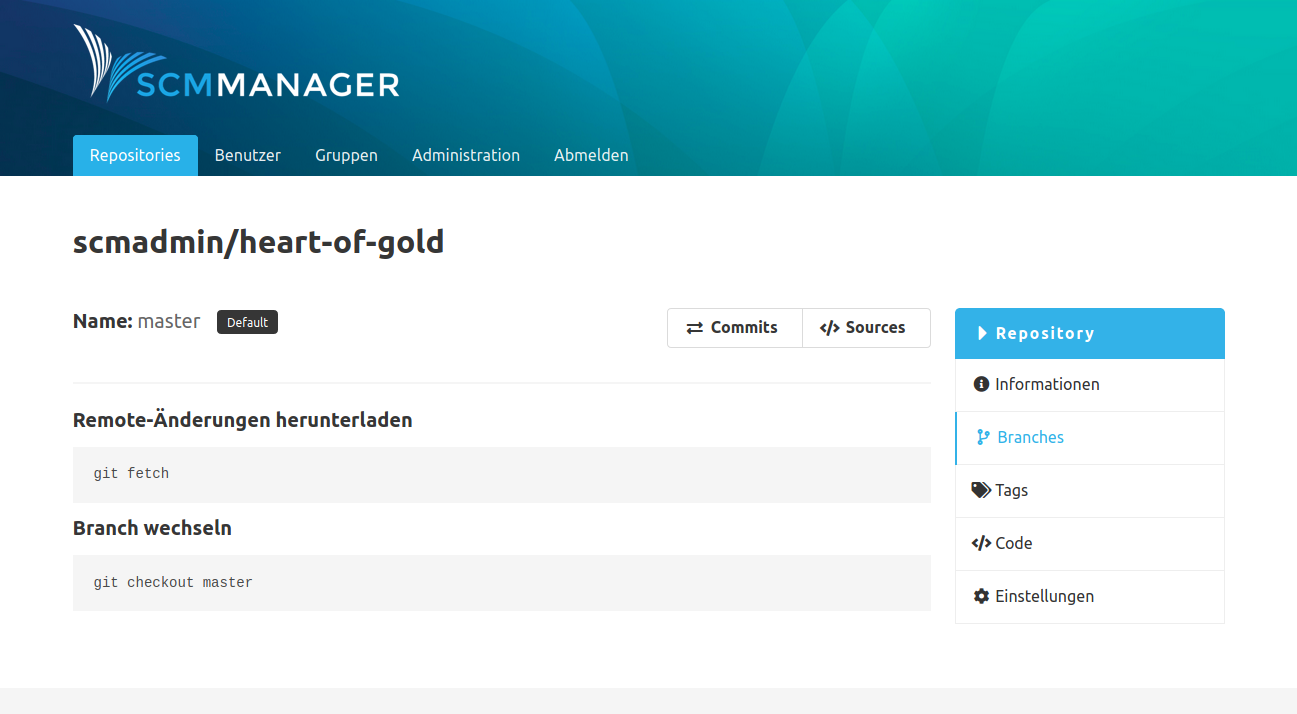 SCMMANAGER
Repositories Benutzer Gruppen Administration Abmelden
scmadmin/heart-of-gold
Name: master Default
Commits Sources
Remote-Änderungen herunterladen
git fetch
Branch wechseln
git checkout master
Repository
Informationen
Branches
Tags
Code
Einstellungen